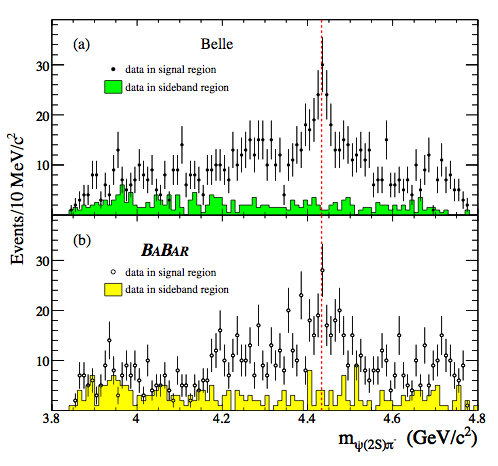 (a) Belle
data in signal region
data in sideband region
30
20
10
Events/10 MeV/c²
(b) BABAR
data in signal region
data in sideband region
30
20
10
3.8 4 4.2 4.4 4.6 4.8
mψ(2S)π⁻ (GeV/c²)